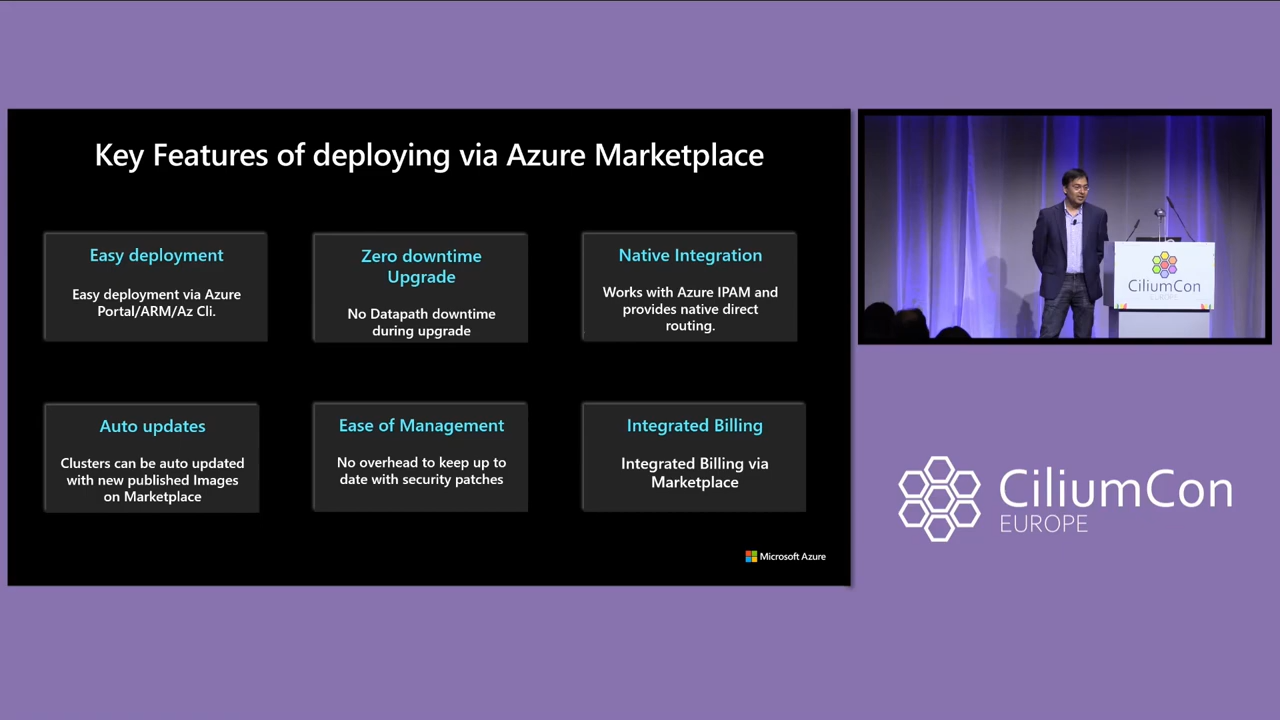 Key Features of deploying via Azure Marketplace
Easy deployment
Easy deployment via Azure
Portal/ARM/Az Cli.
Zero downtime
Upgrade
No Datapath downtime
during upgrade
Native Integration
Works with Azure IPAM and
provides native direct
routing.
Auto updates
Clusters can be auto updated
with new published Images
on Marketplace
Ease of Management
No overhead to keep up to
date with security patches
Integrated Billing
Integrated Billing via
Marketplace
Microsoft Azure
CiliumCon
EUROPE
CiliumCon
EUROPE